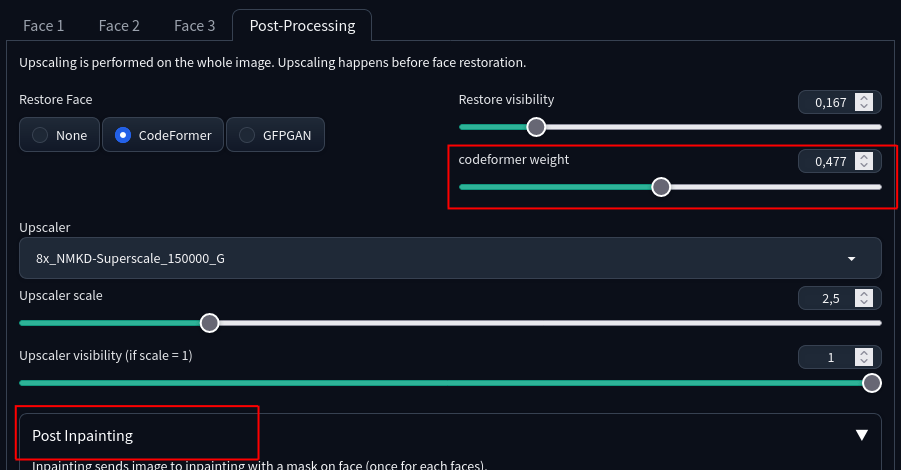 Face 1 Face 2 Face 3 Post-Processing
Upscaling is performed on the whole image. Upscaling happens before face restoration.
Restore Face
None CodeFormer GFPGAN
Restore visibility 0,167
codeformer weight 0,477
Upscaler
8x_NMKD-Superscale_150000_G
Upscaler scale 2,5
Upscaler visibility (if scale = 1) 1
Post Inpainting
Inpainting sends image to inpainting with a mask on face (once for each faces).